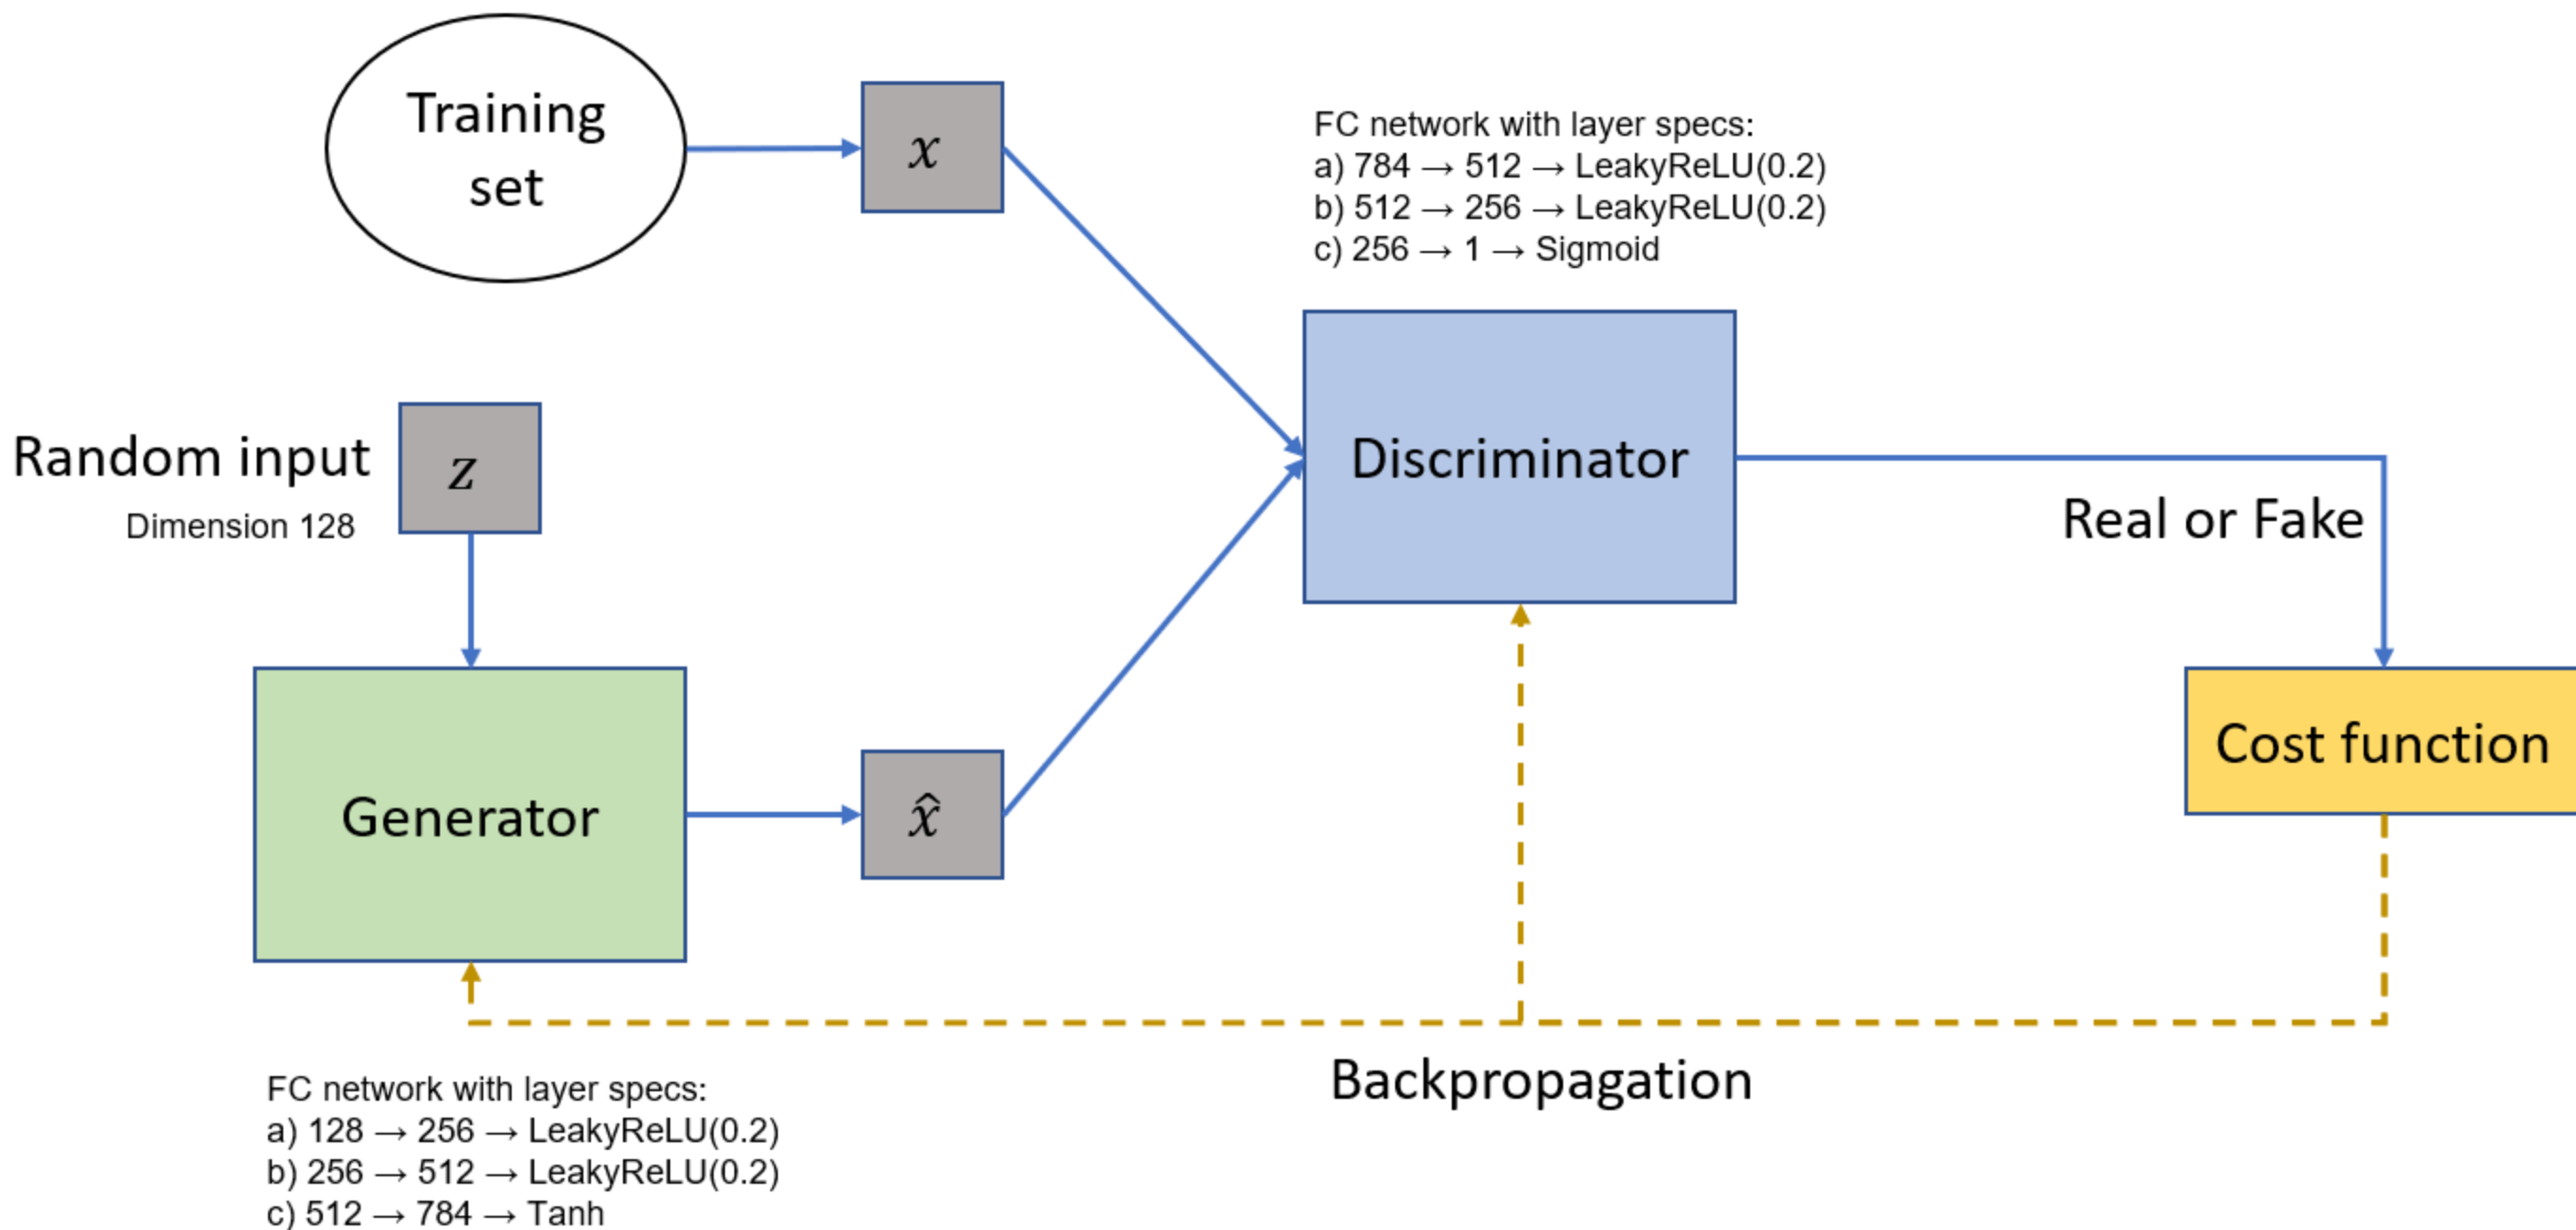 Training
set
x
FC network with layer specs:
a) 784 → 512 → LeakyReLU(0.2)
b) 512 → 256 → LeakyReLU(0.2)
c) 256 → 1 → Sigmoid
Random input
Dimension 128
z
Discriminator
Real or Fake
Generator
x̂
Cost function
Backpropagation
FC network with layer specs:
a) 128 → 256 → LeakyReLU(0.2)
b) 256 → 512 → LeakyReLU(0.2)
c) 512 → 784 → Tanh